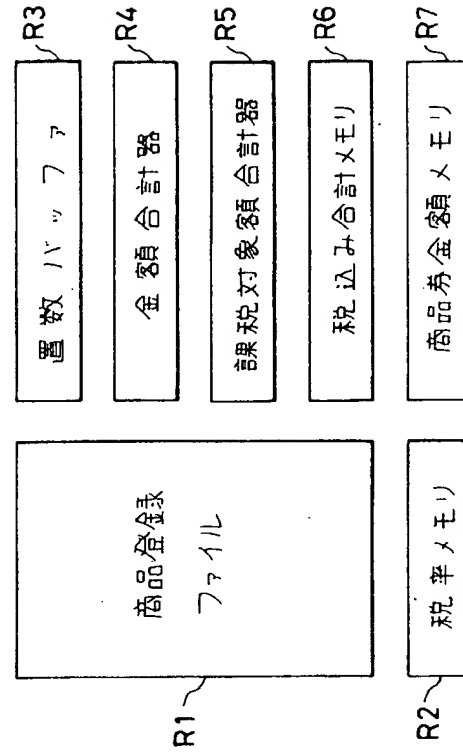 R1
商品登録
ファイル
R2
税率メモリ
R3
置数バッファ
R4
金額合計器
R5
課税対象額合計器
R6
税込み合計メモリ
R7
商品券金額メモリ